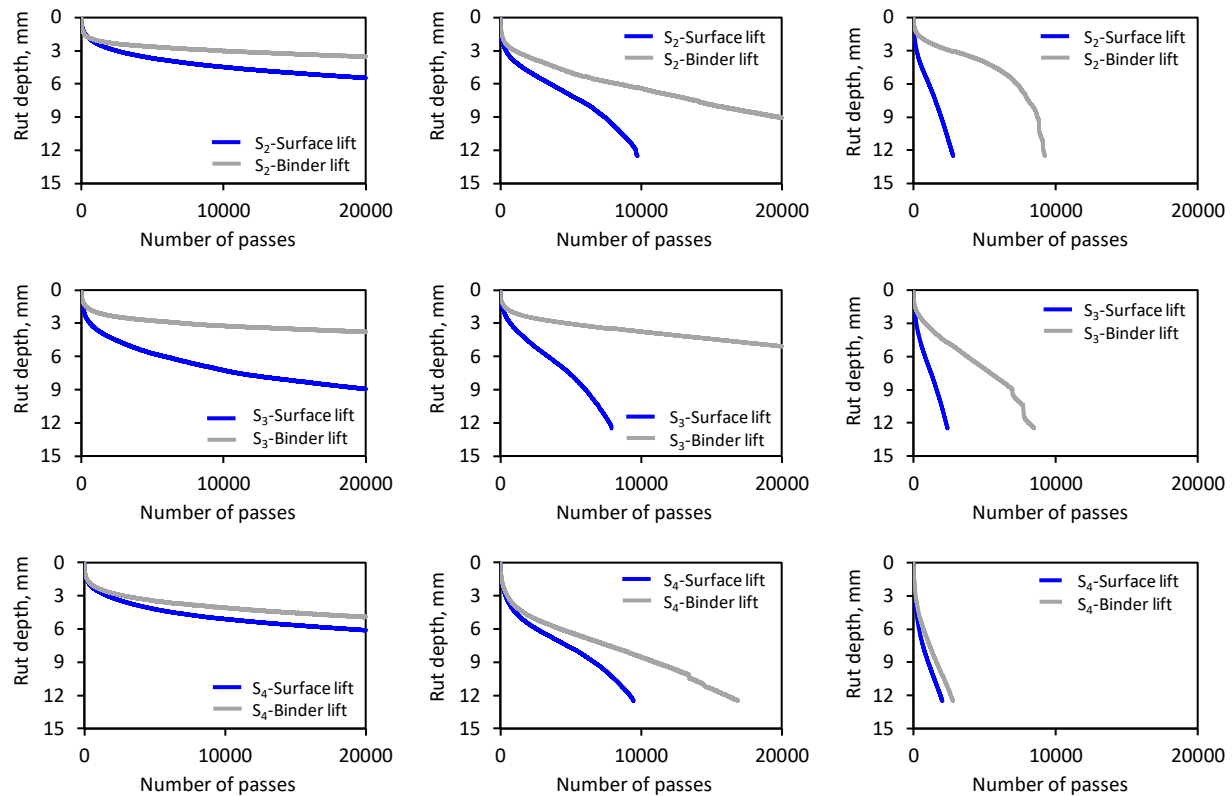 Rut depth, mm
0
3
6
9
12
15
S₂-Surface lift
S₂-Binder lift
0 10000 20000
Number of passes
Rut depth, mm
0
3
6
9
12
15
S₂-Surface lift
S₂-Binder lift
0 10000 20000
Number of passes
Rut depth, mm
0
3
6
9
12
15
S₂-Surface lift
S₂-Binder lift
0 10000 20000
Number of passes
Rut depth, mm
0
3
6
9
12
15
S₃-Surface lift
S₃-Binder lift
0 10000 20000
Number of passes
Rut depth, mm
0
3
6
9
12
15
S₃-Surface lift
S₃-Binder lift
0 10000 20000
Number of passes
Rut depth, mm
0
3
6
9
12
15
S₃-Surface lift
S₃-Binder lift
0 10000 20000
Number of passes
Rut depth, mm
0
3
6
9
12
15
S₄-Surface lift
S₄-Binder lift
0 10000 20000
Number of passes
Rut depth, mm
0
3
6
9
12
15
S₄-Surface lift
S₄-Binder lift
0 10000 20000
Number of passes
Rut depth, mm
0
3
6
9
12
15
S₄-Surface lift
S₄-Binder lift
0 10000 20000
Number of passes